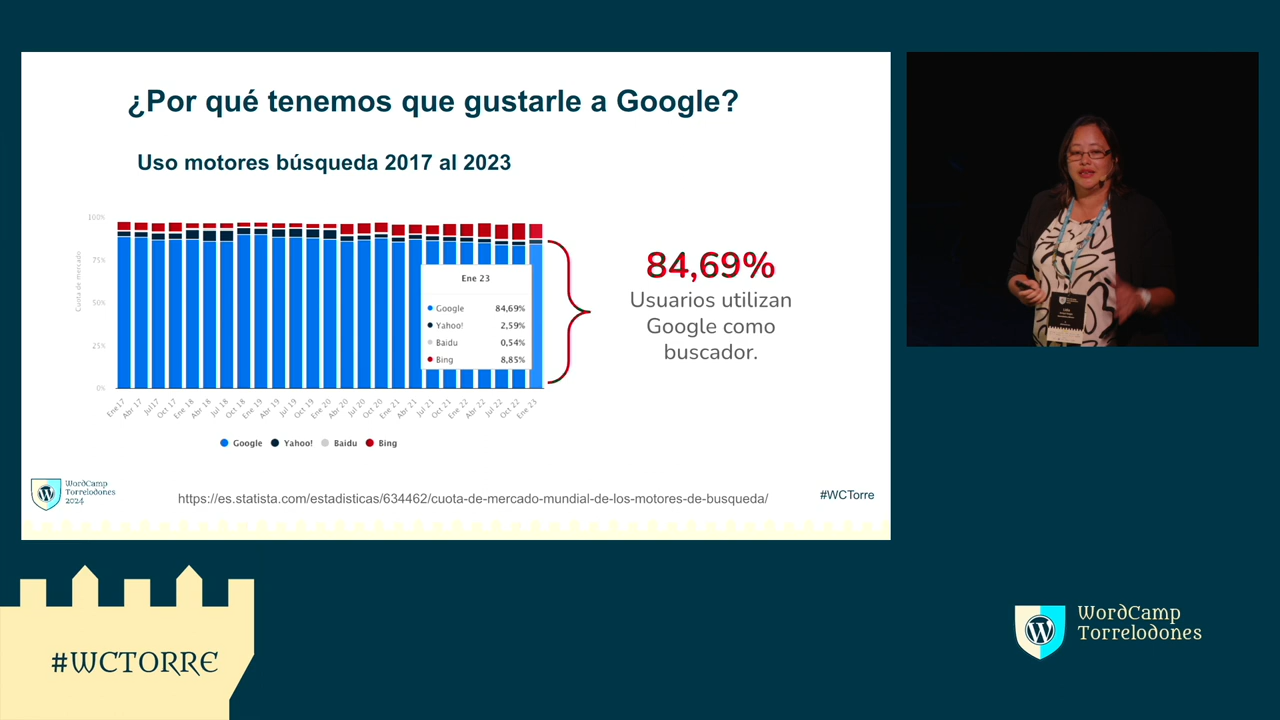 ¿Por qué tenemos que gustarle a Google?
Uso motores búsqueda 2017 al 2023
100%
75%
50%
25%
0%
Cuota de mercado
Ene 23
Google 84,69%
Yahoo! 2,59%
Baidu 0,54%
Bing 8,85%
Ene17
Abr 17
Jul17
Oct 17
Ene 18
Abr 18
Jul 18
Oct 18
Ene 19
Abr 19
Jul 19
Oct 19
Ene 20
Abr 20
Jul 20
Oct 20
Ene 21
Abr 21
Jul 21
Oct 21
Ene 22
Abr 22
Jul 22
Oct 22
Ene 23
Google Yahoo! Baidu Bing
84,69%
Usuarios utilizan
Google como
buscador.
WordCamp
Torrelodones
2024
https://es.statista.com/estadisticas/634462/cuota-de-mercado-mundial-de-los-motores-de-busqueda/
#WCTorre
#WCTORRE
WordCamp
Torrelodones